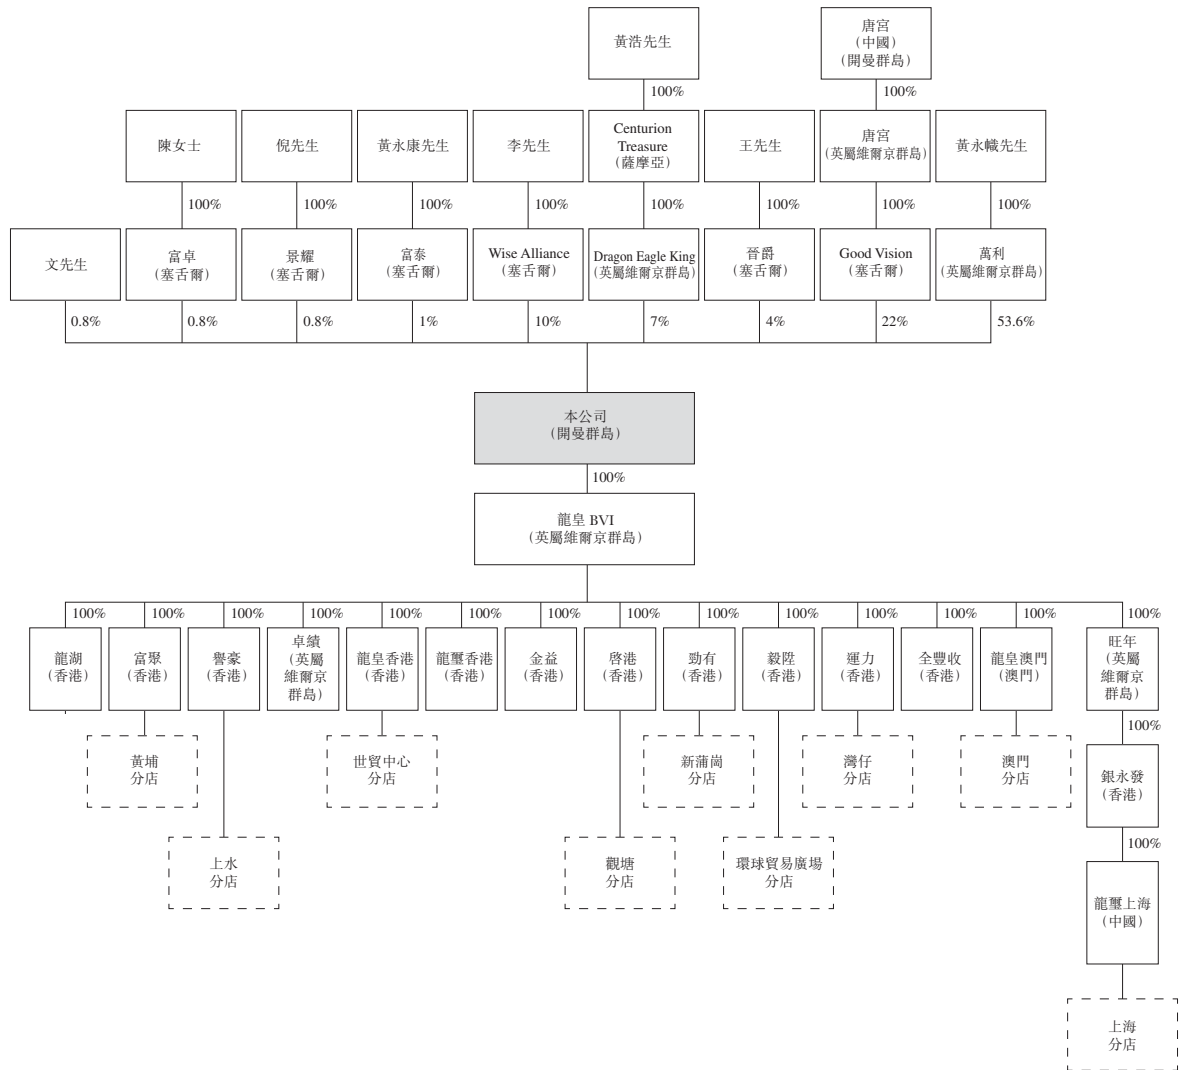 黃浩先生
唐宮
(中國)
(開曼群島)
100%
100%
陳女士
倪先生
黃永康先生
李先生
Centurion
Treasure
(薩摩亞)
王先生
唐宮
(英屬維爾京群島)
黃永幟先生
100%
100%
100%
100%
100%
100%
100%
100%
文先生
富卓
(塞舌爾)
景耀
(塞舌爾)
富泰
(塞舌爾)
Wise Alliance
(塞舌爾)
Dragon Eagle King
(英屬維爾京群島)
晉爵
(塞舌爾)
Good Vision
(塞舌爾)
萬利
(英屬維爾京群島)
0.8%
0.8%
0.8%
1%
10%
7%
4%
22%
53.6%
本公司
(開曼群島)
100%
龍皇 BVI
(英屬維爾京群島)
100%
100%
100%
100%
100%
100%
100%
100%
100%
100%
100%
100%
100%
100%
龍湖
(香港)
富聚
(香港)
譽豪
(香港)
卓績
(英屬
維爾京
群島)
龍皇香港
(香港)
龍璽香港
(香港)
金益
(香港)
啓港
(香港)
勁有
(香港)
毅陞
(香港)
運力
(香港)
全豐收
(香港)
龍皇澳門
(澳門)
旺年
(英屬
維爾京
群島)
100%
黃埔
分店
世貿中心
分店
新蒲崗
分店
灣仔
分店
澳門
分店
銀永發
(香港)
100%
上水
分店
觀塘
分店
環球貿易廣場
分店
龍璽上海
(中國)
上海
分店